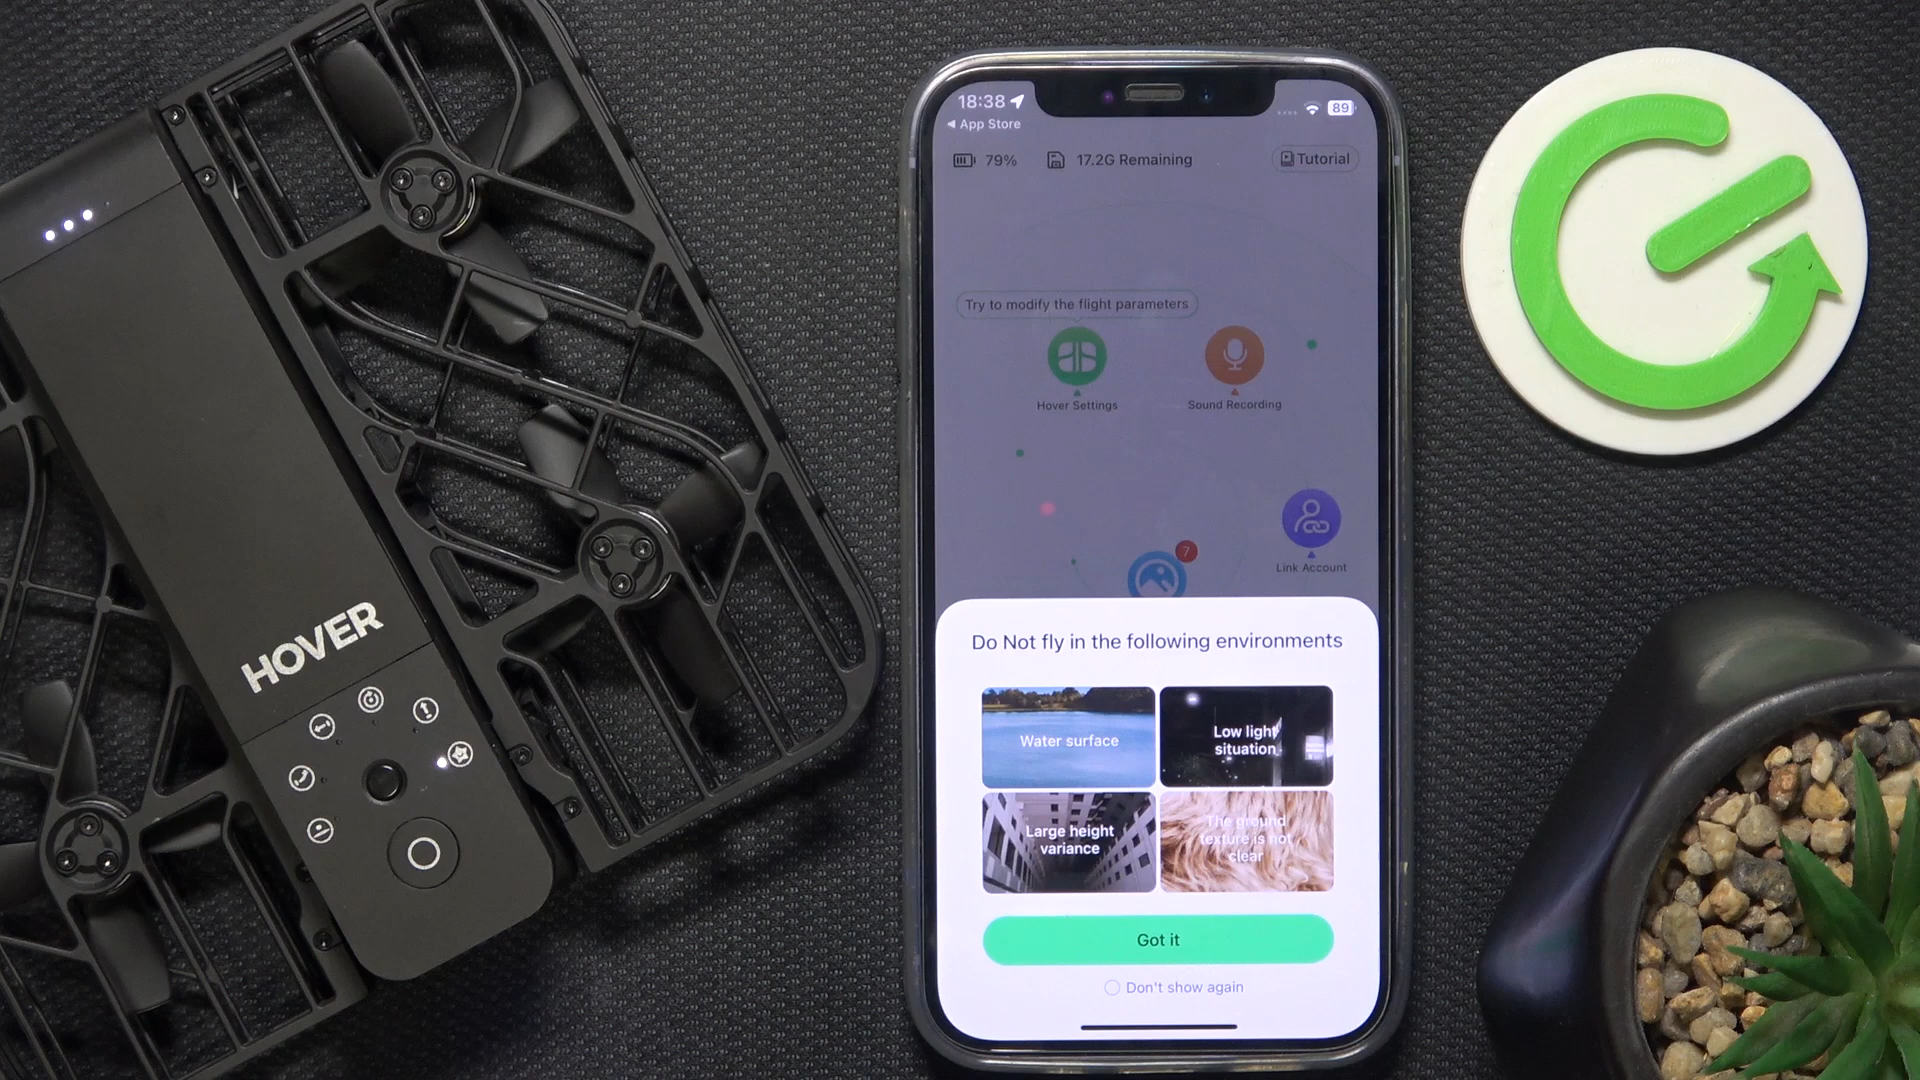 HOVER
18:38
89
App Store
79%
17.2G Remaining
Tutorial
Try to modify the flight parameters
Hover Settings
Sound Recording
7
Link Account
Do Not fly in the following environments
Water surface
Low light
situation
Large height
variance
The ground
texture is not
clear
Got it
Don't show again